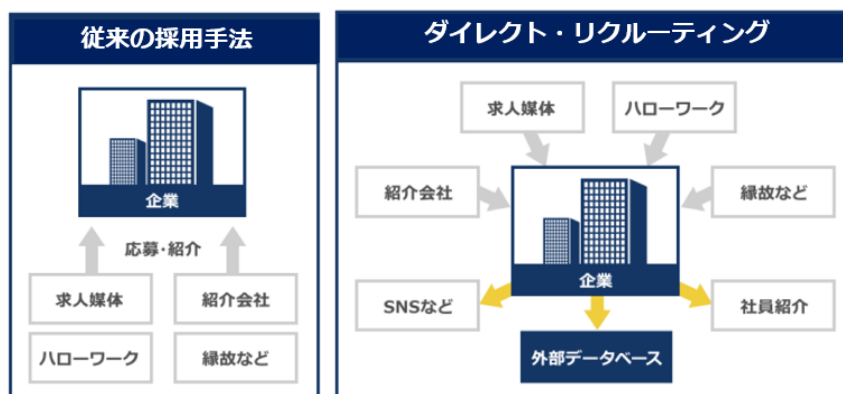 従来の採用手法
企業
応募・紹介
求人媒体
紹介会社
ハローワーク
縁故など
ダイレクト・リクルーティング
求人媒体
ハローワーク
紹介会社
縁故など
企業
SNSなど
社員紹介
外部データベース